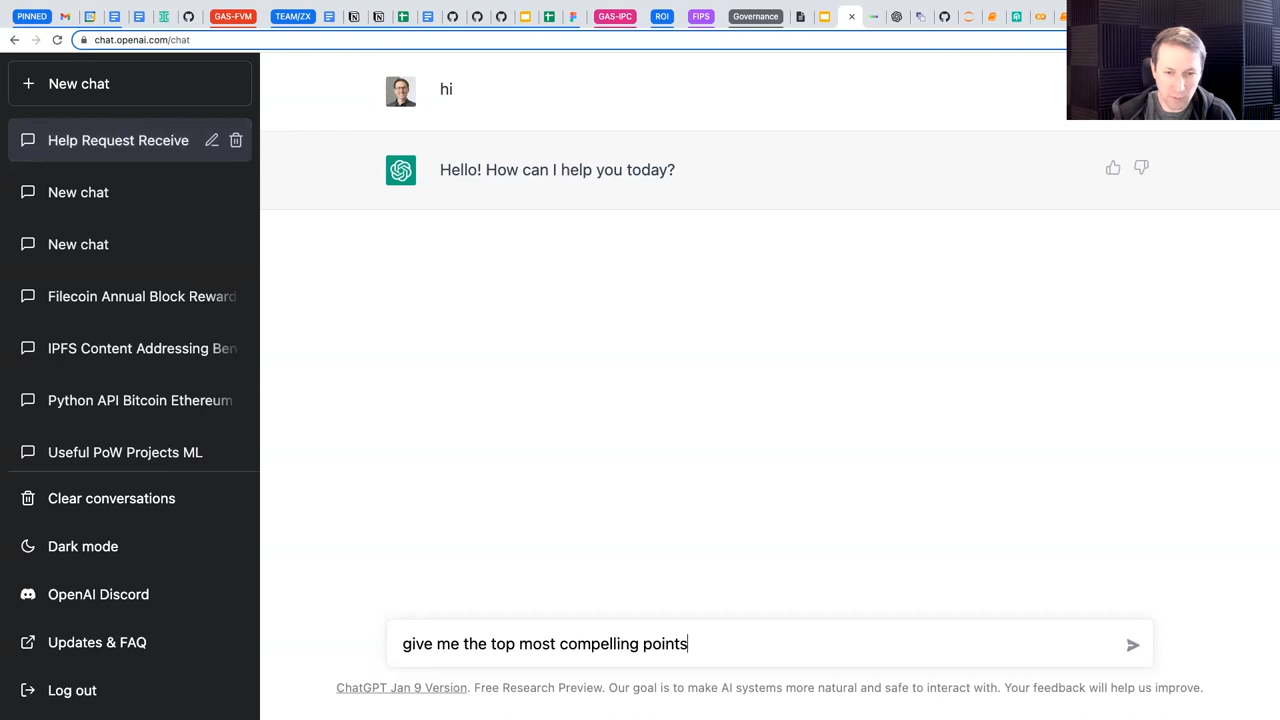 PINNED
GAS-FVM
TEAM/ZX
GAS-IPC
ROI
FIPS
Governance
chat.openai.com/chat
New chat
Help Request Receive
New chat
New chat
Filecoin Annual Block Reward
IPFS Content Addressing Ben
Python API Bitcoin Ethereum
Useful PoW Projects ML
Clear conversations
Dark mode
OpenAI Discord
Updates & FAQ
Log out
hi
Hello! How can I help you today?
give me the top most compelling points
ChatGPT Jan 9 Version. Free Research Preview. Our goal is to make AI systems more natural and safe to interact with. Your feedback will help us improve.